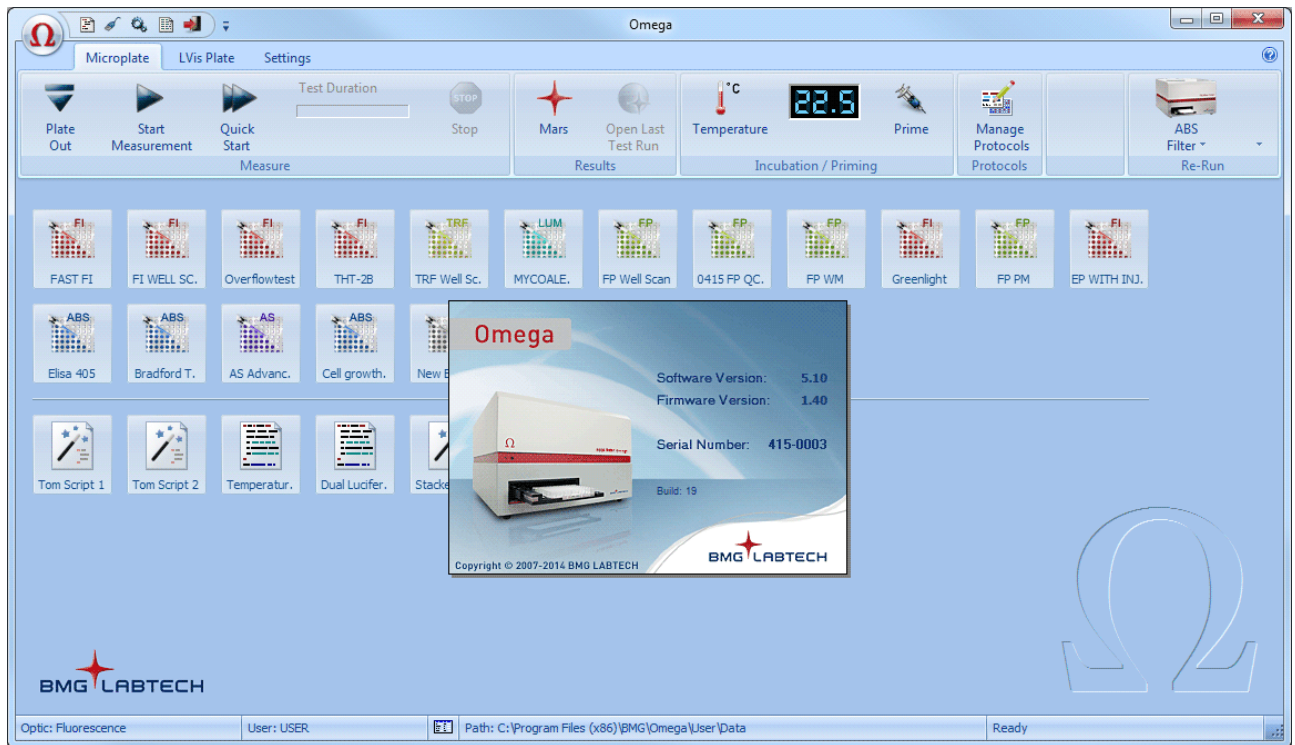 Omega
Microplate
LVis Plate
Settings
Test Duration
STOP
°C
22.5
Plate
Out
Start
Measurement
Quick
Start
Stop
Mars
Open Last
Test Run
Temperature
Prime
Manage
Protocols
ABS
Filter
Measure
Results
Incubation / Priming
Protocols
Re-Run
FI
FI
FI
FI
TRF
LUM
FP
FP
FP
FI
FP
FI
FAST FI
FI WELL SC.
Overflowtest
THT-2B
TRF Well Sc.
MYCOALE.
FP Well Scan
0415 FP QC.
FP WM
Greenlight
FP PM
EP WITH INJ.
ABS
ABS
AS
ABS
Elisa 405
Bradford T.
AS Advanc.
Cell growth.
New
Tom Script 1
Tom Script 2
Temperatur.
Dual Lucifer.
Stacke
Omega
Software Version: 5.10
Firmware Version: 1.40
Serial Number: 415-0003
Build: 19
BMG LABTECH
Copyright © 2007-2014 BMG LABTECH
BMG LABTECH
Optic: Fluorescence
User: USER
Path: C:\Program Files (x86)\BMG\Omega\User\Data
Ready